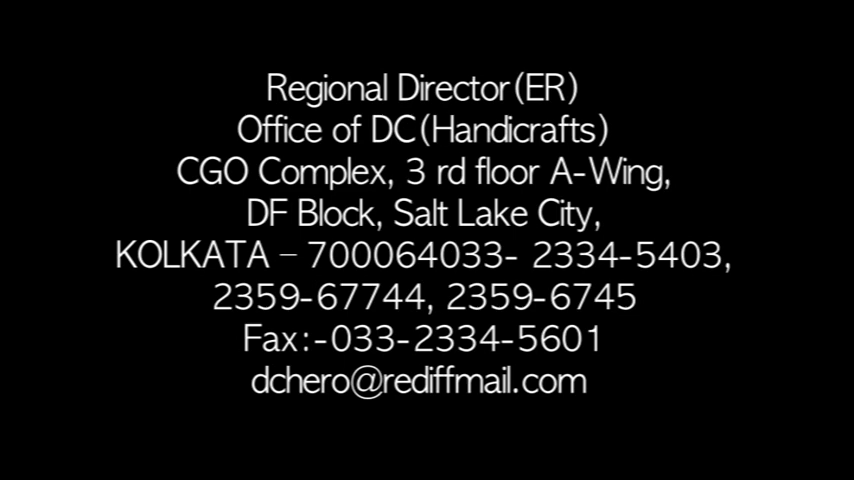 Regional Director(ER)
Office of DC(Handicrafts)
CGO Complex, 3 rd floor A-Wing,
DF Block, Salt Lake City,
KOLKATA – 700064033- 2334-5403,
2359-67744, 2359-6745
Fax:-033-2334-5601
dchero@rediffmail.com